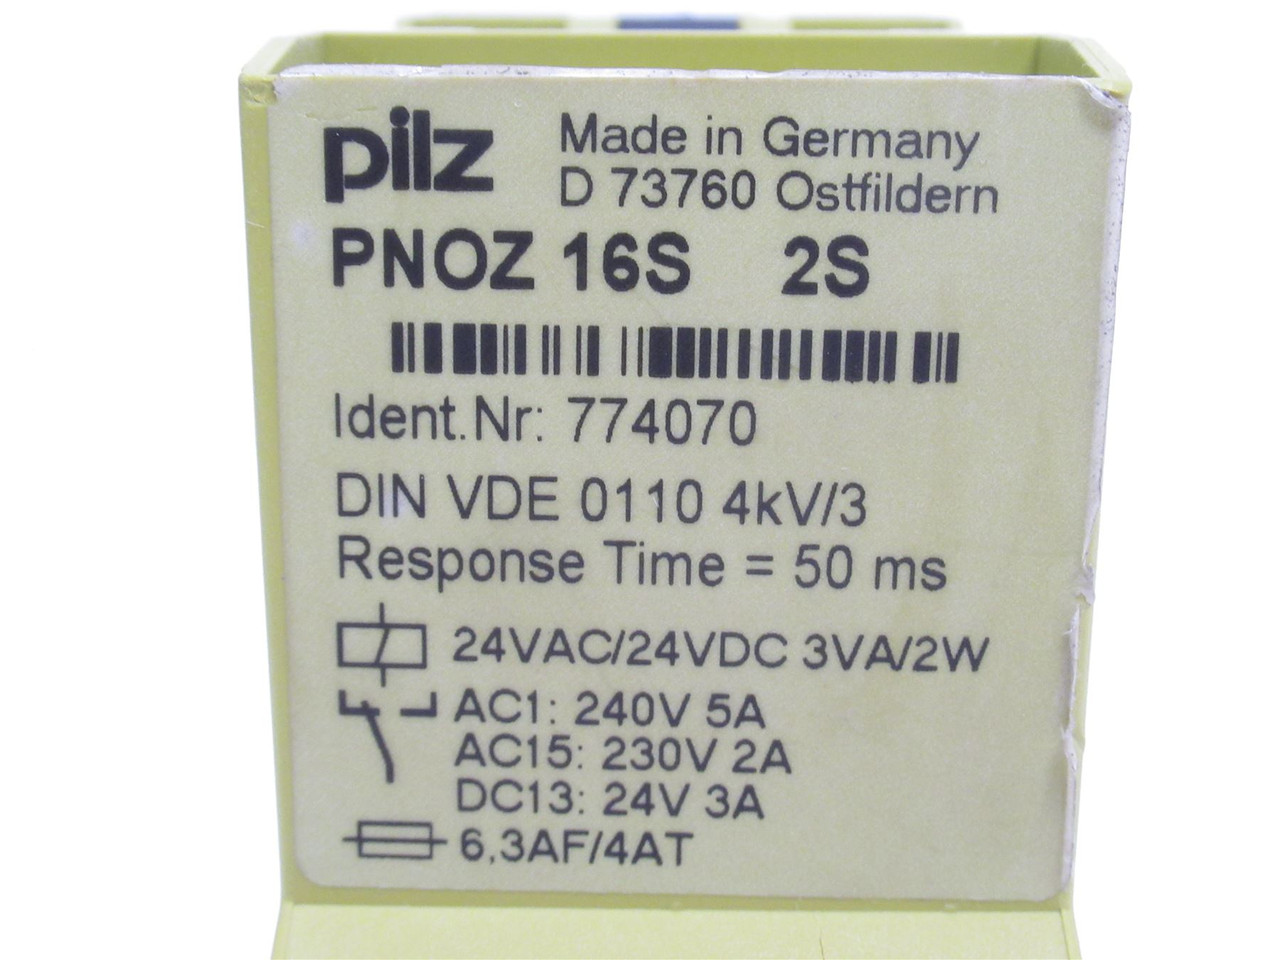 pilz
Made in Germany
D 73760 Ostfildern
PNOZ 16S 2S
Ident.Nr: 774070
DIN VDE 0110 4kV/3
Response Time = 50 ms
24VAC/24VDC 3VA/2W
AC1: 240V 5A
AC15: 230V 2A
DC13: 24V 3A
6,3AF/4AT